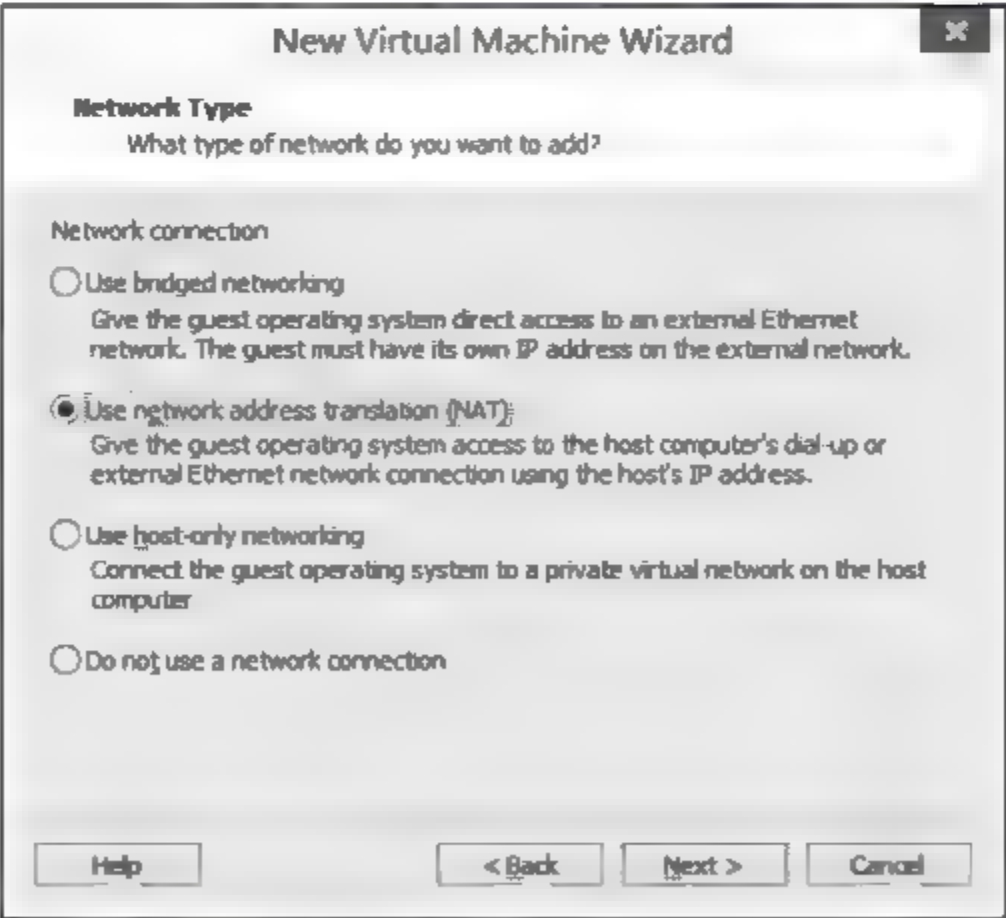 New Virtual Machine Wizard
Network Type
What type of network do you want to add?
Network connection
Use bridged networking
Give the guest operating system direct access to an external Ethernet
network. The guest must have its own IP address on the external network.
Use network address translation (NAT)
Give the guest operating system access to the host computer's dial-up or
external Ethernet network connection using the host's IP address.
Use host-only networking
Connect the guest operating system to a private virtual network on the host
computer
Do not use a network connection
Help
< Back
Next >
Cancel